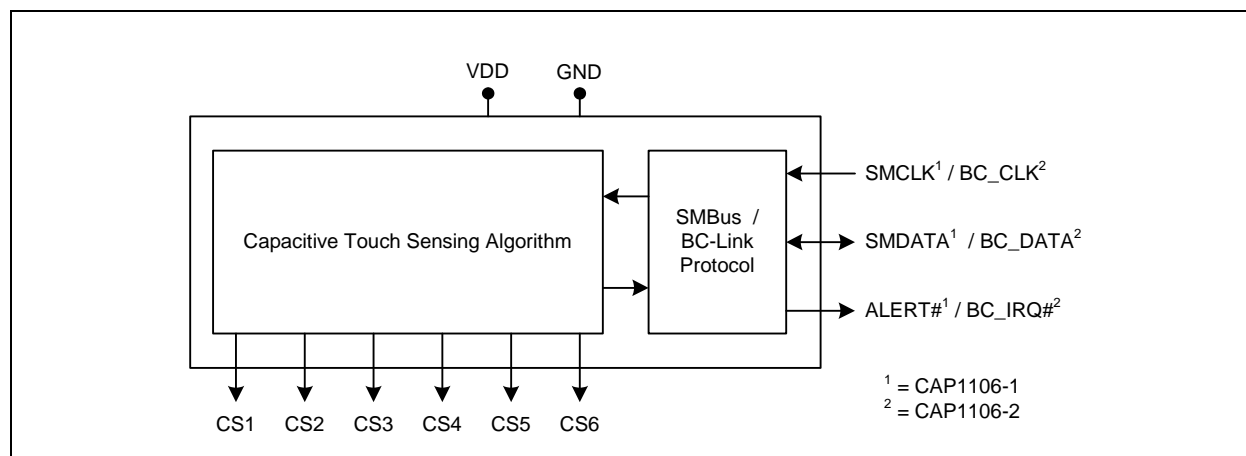 VDD GND
Capacitive Touch Sensing Algorithm
SMBus /
BC-Link
Protocol
SMCLK¹ / BC_CLK²
SMDATA¹ / BC_DATA²
ALERT#¹ / BC_IRQ#²
CS1 CS2 CS3 CS4 CS5 CS6
¹ = CAP1106-1
² = CAP1106-2